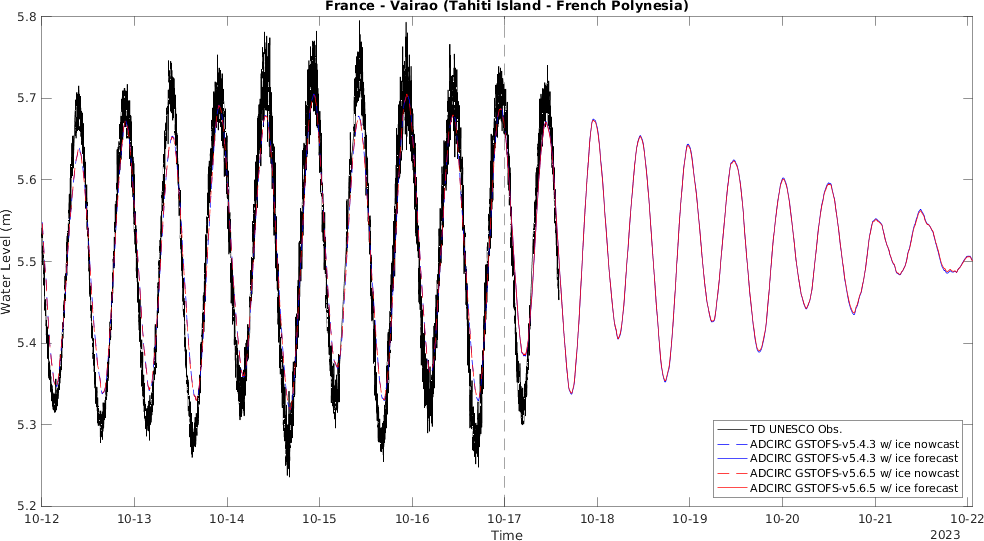 France - Vairao (Tahiti Island - French Polynesia)
5.8
5.7
5.6
5.5
5.4
5.3
5.2
Water Level (m)
TD UNESCO Obs.
ADCIRC GSTOFS-v5.4.3 w/ ice nowcast
ADCIRC GSTOFS-v5.4.3 w/ ice forecast
ADCIRC GSTOFS-v5.6.5 w/ ice nowcast
ADCIRC GSTOFS-v5.6.5 w/ ice forecast
10-12 10-13 10-14 10-15 10-16 10-17 10-18 10-19 10-20 10-21 10-22
Time
2023